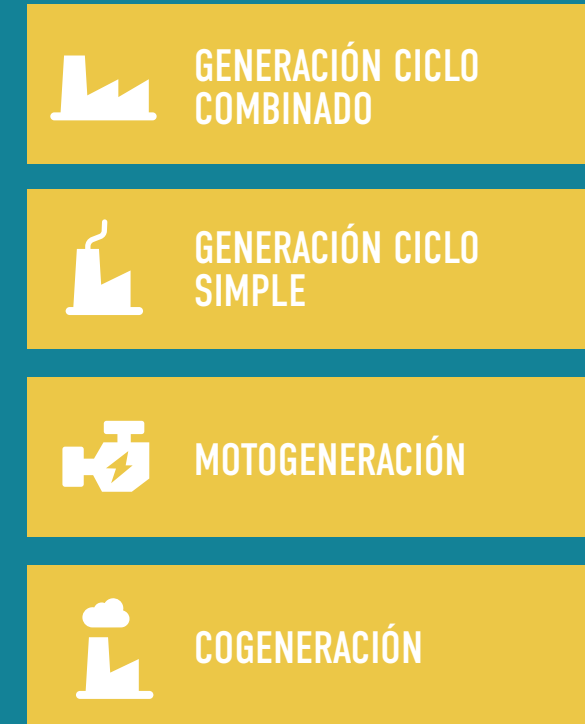 GENERACIÓN CICLO
COMBINADO
GENERACIÓN CICLO
SIMPLE
MOTOGENERACIÓN
COGENERACIÓN